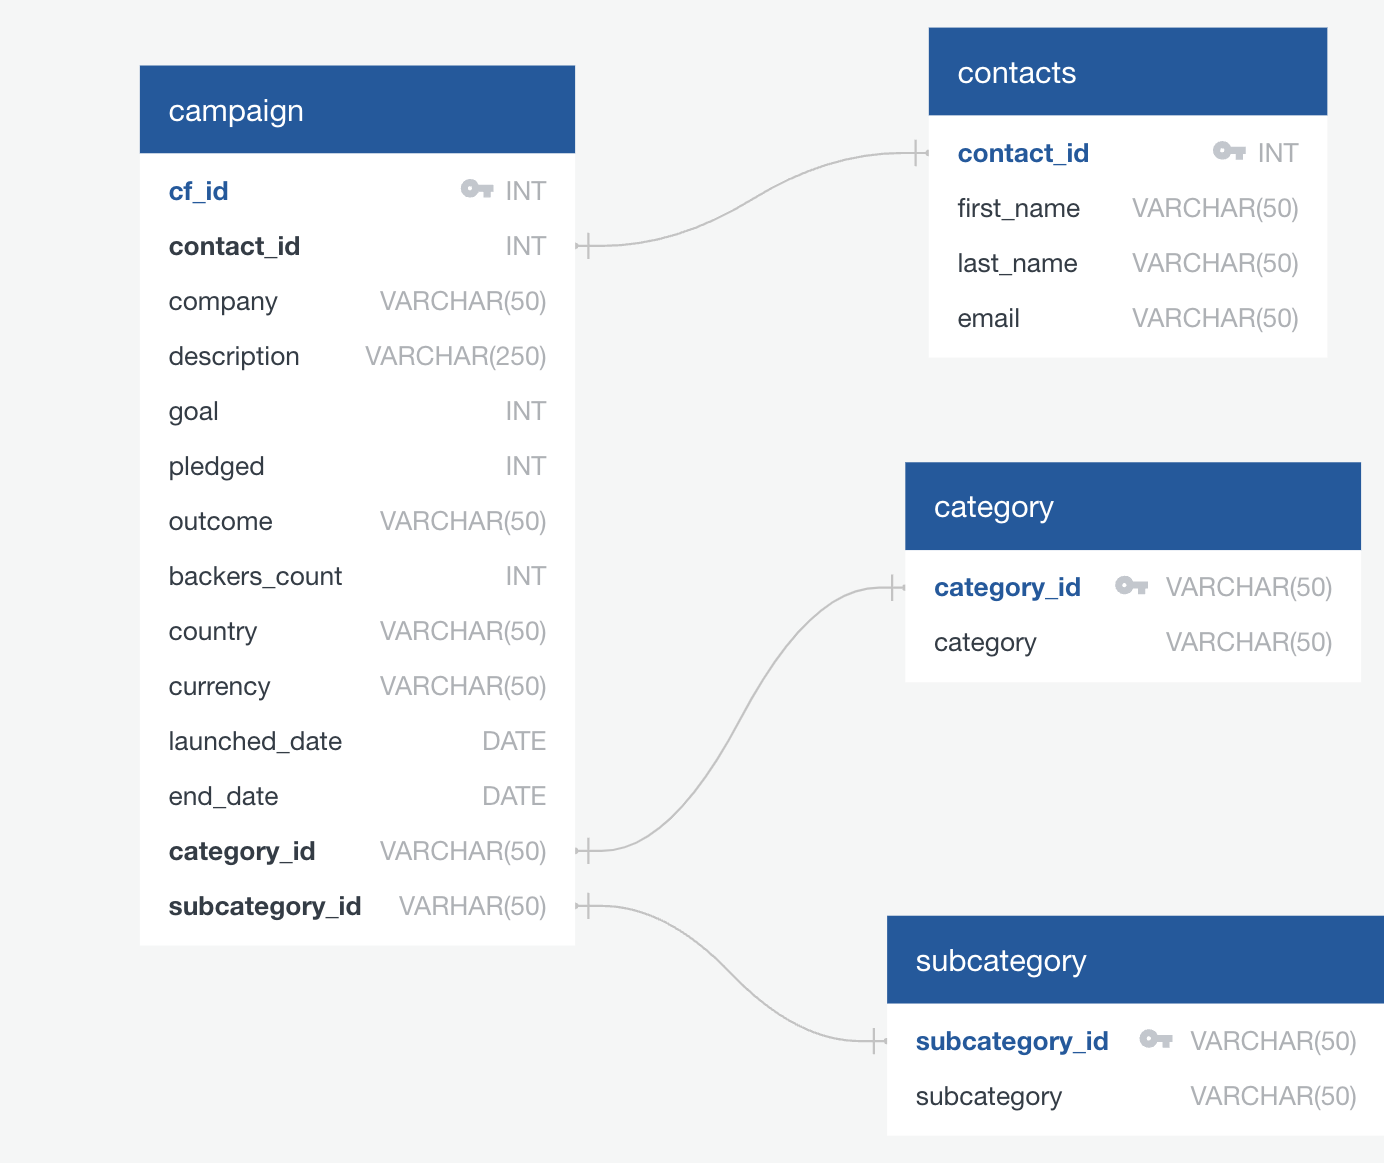 campaign
cf_id INT
contact_id INT
company VARCHAR(50)
description VARCHAR(250)
goal INT
pledged INT
outcome VARCHAR(50)
backers_count INT
country VARCHAR(50)
currency VARCHAR(50)
launched_date DATE
end_date DATE
category_id VARCHAR(50)
subcategory_id VARHAR(50)
contacts
contact_id INT
first_name VARCHAR(50)
last_name VARCHAR(50)
email VARCHAR(50)
category
category_id VARCHAR(50)
category VARCHAR(50)
subcategory
subcategory_id VARCHAR(50)
subcategory VARCHAR(50)